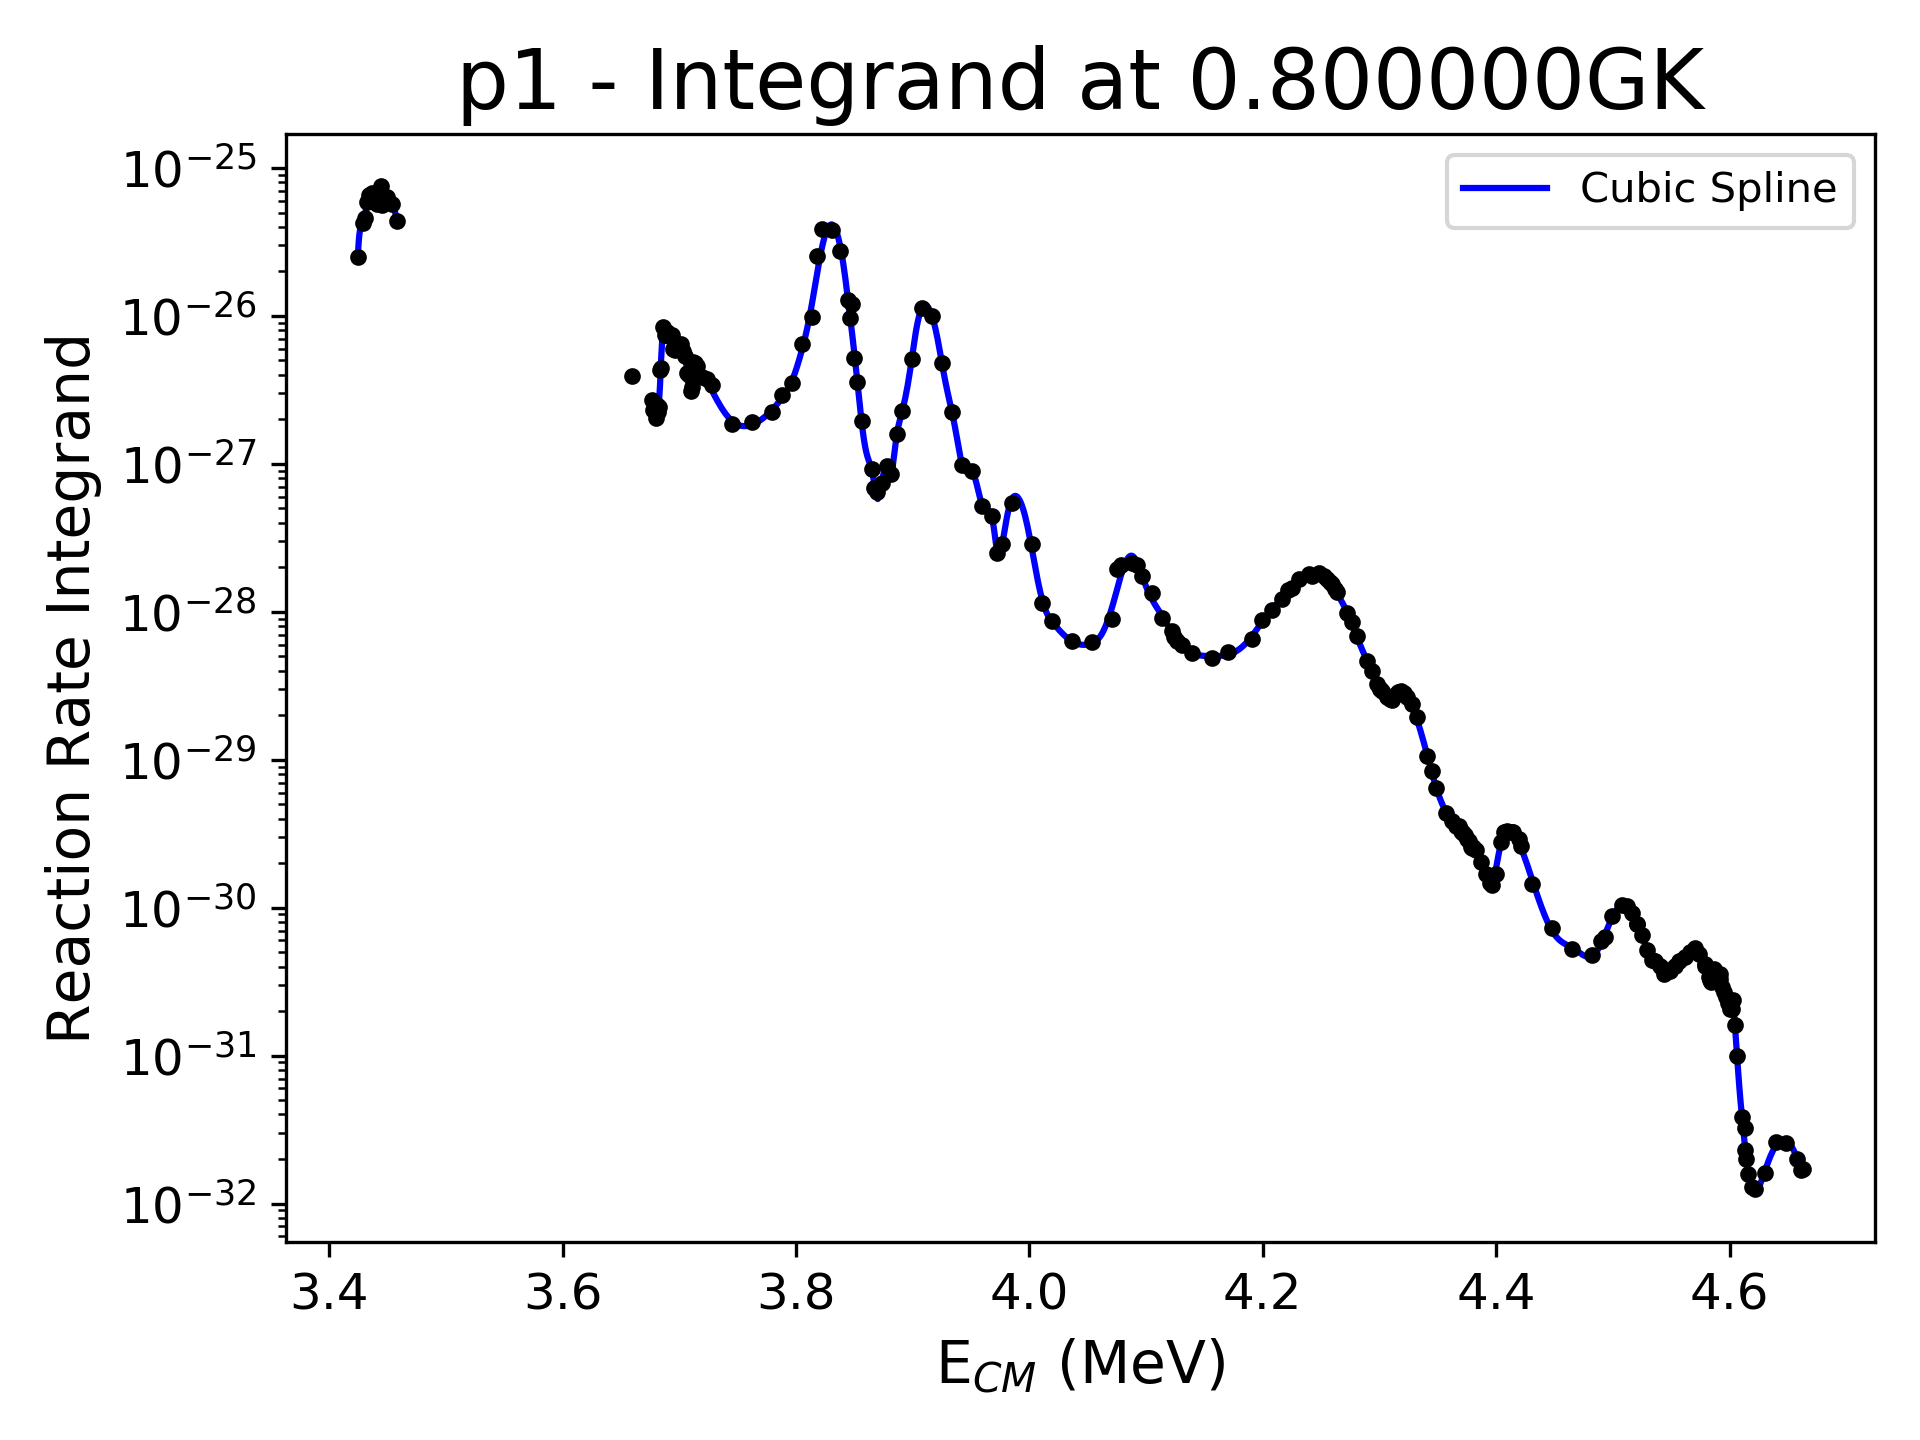 p1 - Integrand at 0.800000GK
Cubic Spline
Reaction Rate Integrand
10⁻²⁵
10⁻²⁶
10⁻²⁷
10⁻²⁸
10⁻²⁹
10⁻³⁰
10⁻³¹
10⁻³²
3.4 3.6 3.8 4.0 4.2 4.4 4.6
E_CM (MeV)